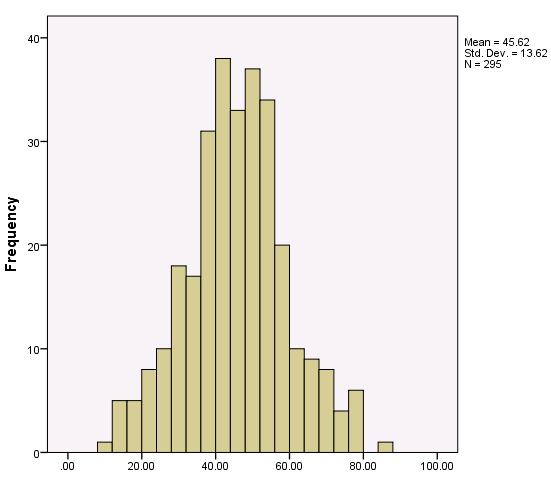 Mean = 45.62
Std. Dev. = 13.62
N = 295
Frequency
40
30
20
10
0
.00 20.00 40.00 60.00 80.00 100.00